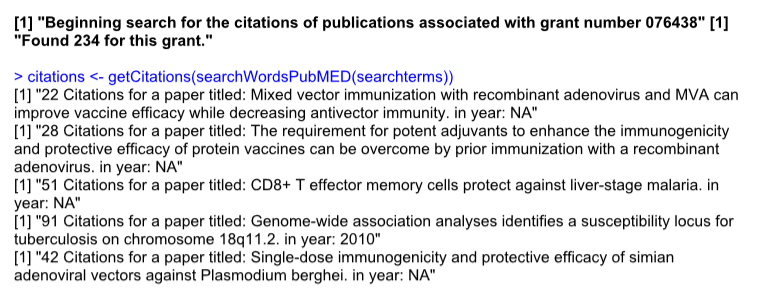 [1] "Beginning search for the citations of publications associated with grant number 076438" [1]
"Found 234 for this grant."
> citations <- getCitations(searchWordsPubMED(searchterms))
[1] "22 Citations for a paper titled: Mixed vector immunization with recombinant adenovirus and MVA can
improve vaccine efficacy while decreasing antivector immunity. in year: NA"
[1] "28 Citations for a paper titled: The requirement for potent adjuvants to enhance the immunogenicity
and protective efficacy of protein vaccines can be overcome by prior immunization with a recombinant
adenovirus. in year: NA"
[1] "51 Citations for a paper titled: CD8+ T effector memory cells protect against liver-stage malaria. in
year: NA"
[1] "91 Citations for a paper titled: Genome-wide association analyses identifies a susceptibility locus for
tuberculosis on chromosome 18q11.2. in year: 2010"
[1] "42 Citations for a paper titled: Single-dose immunogenicity and protective efficacy of simian
adenoviral vectors against Plasmodium berghei. in year: NA"